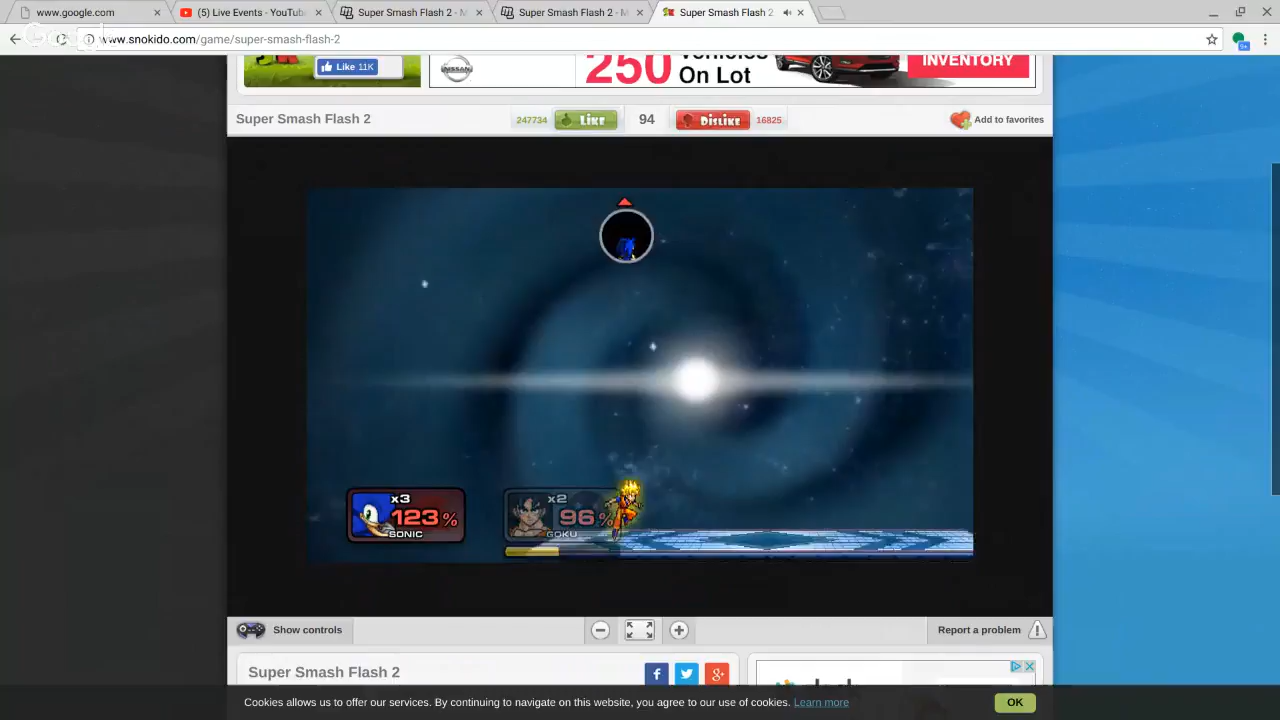 www.google.com
(5) Live Events - YouTub
Super Smash Flash 2 - M
Super Smash Flash 2 - M
Super Smash Flash 2
www.snokido.com/game/super-smash-flash-2
Like 11K
NISSAN
250 Vehicles On Lot
INVENTORY
Super Smash Flash 2
247734
LIKE
94
DISLIKE
16825
Add to favorites
x3
123%
SONIC
x2
96%
GOKU
Show controls
Report a problem
Super Smash Flash 2
Cookies allows us to offer our services. By continuing to navigate on this website, you agree to our use of cookies. Learn more
OK